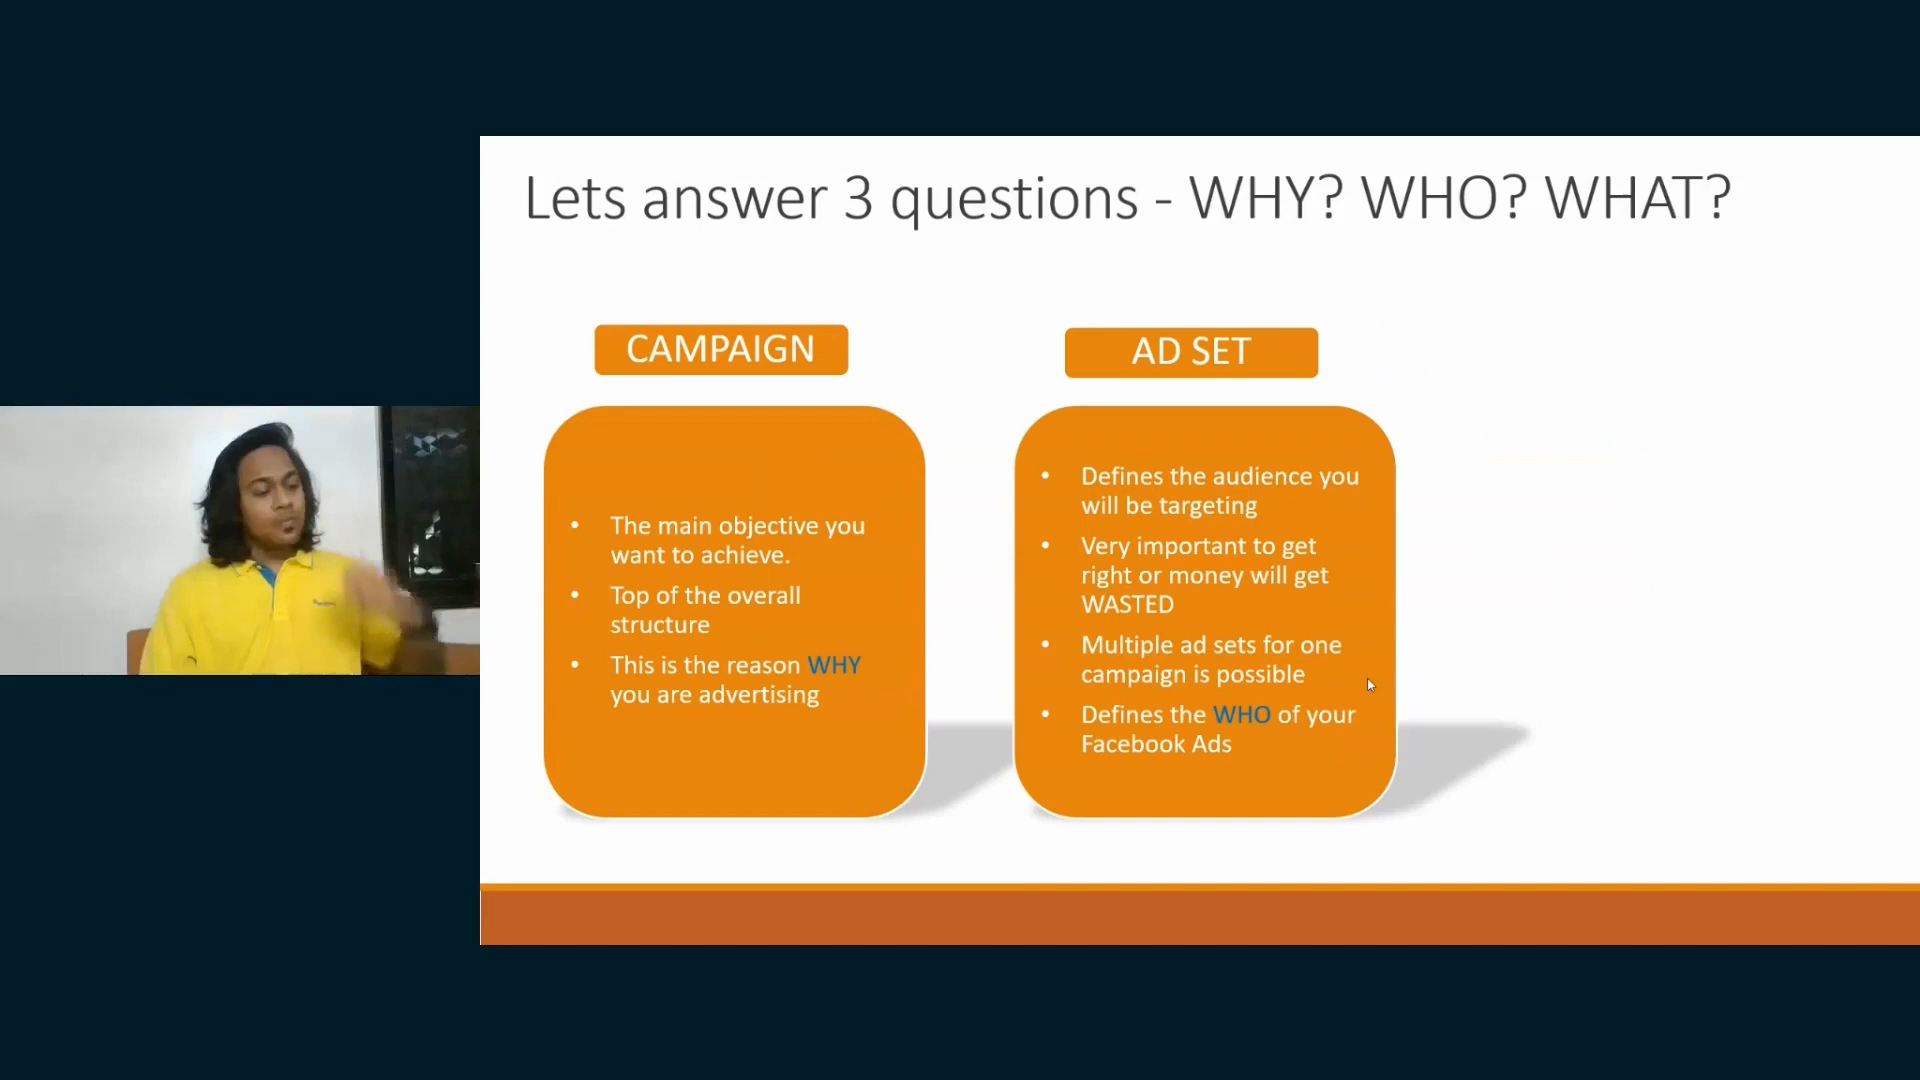 Lets answer 3 questions - WHY? WHO? WHAT?
CAMPAIGN
• The main objective you
want to achieve.
• Top of the overall
structure
• This is the reason WHY
you are advertising
AD SET
• Defines the audience you
will be targeting
• Very important to get
right or money will get
WASTED
• Multiple ad sets for one
campaign is possible
• Defines the WHO of your
Facebook Ads